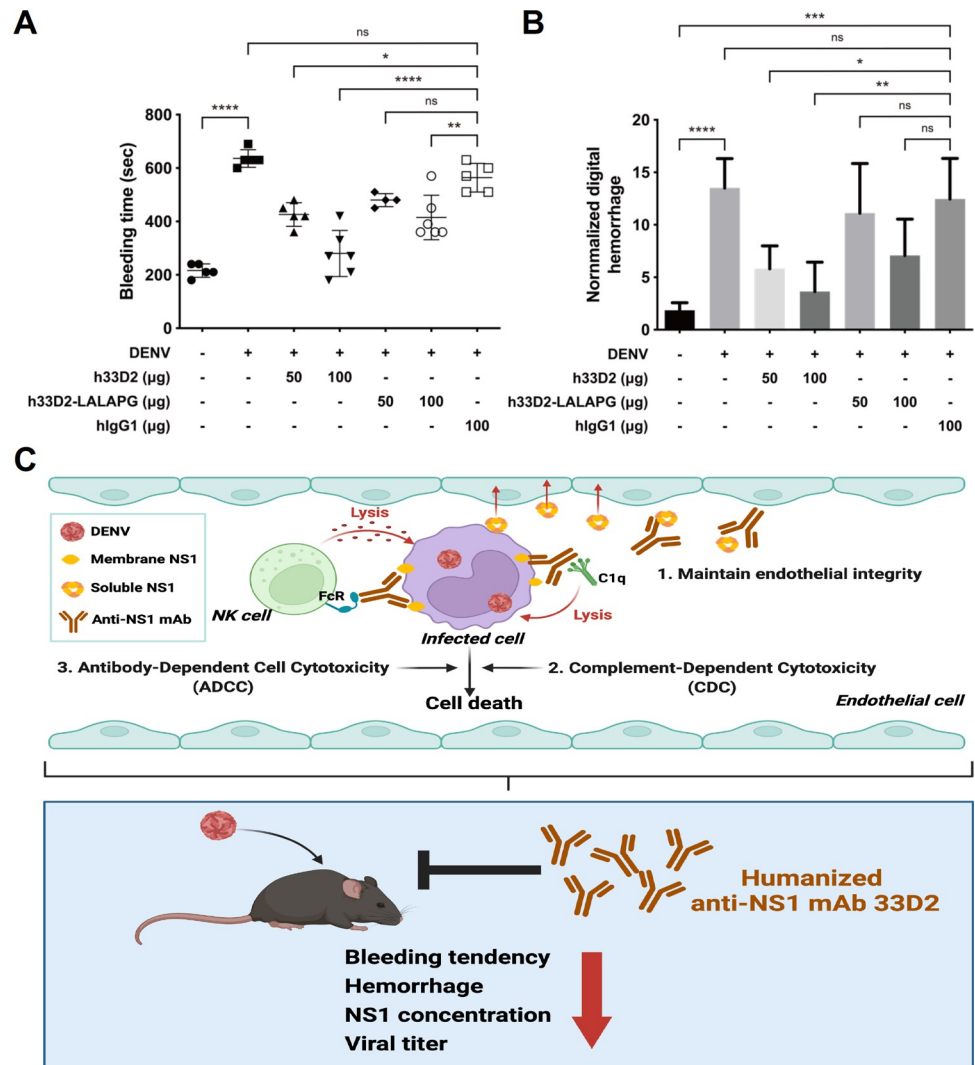 A
ns
*
****
ns
**
****
800
600
400
200
0
Bleeding time (sec)
DENV - + + + + + +
h33D2 (µg) - - 50 100 - - -
h33D2-LALAPG (µg) - - - - 50 100 -
hIgG1 (µg) - - - - - - 100
B
***
ns
*
**
ns
ns
****
20
15
10
5
0
Nornmalized digital
hemorrhage
DENV - + + + + + +
h33D2 (µg) - - 50 100 - - -
h33D2-LALAPG (µg) - - - - 50 100 -
hIgG1 (µg) - - - - - - 100
C
DENV
Membrane NS1
Soluble NS1
Anti-NS1 mAb
Lysis
FcR
NK cell
Infected cell
C1q
Lysis
1. Maintain endothelial integrity
3. Antibody-Dependent Cell Cytotoxicity
(ADCC)
2. Complement-Dependent Cytotoxicity
(CDC)
Cell death
Endothelial cell
Humanized
anti-NS1 mAb 33D2
Bleeding tendency
Hemorrhage
NS1 concentration
Viral titer